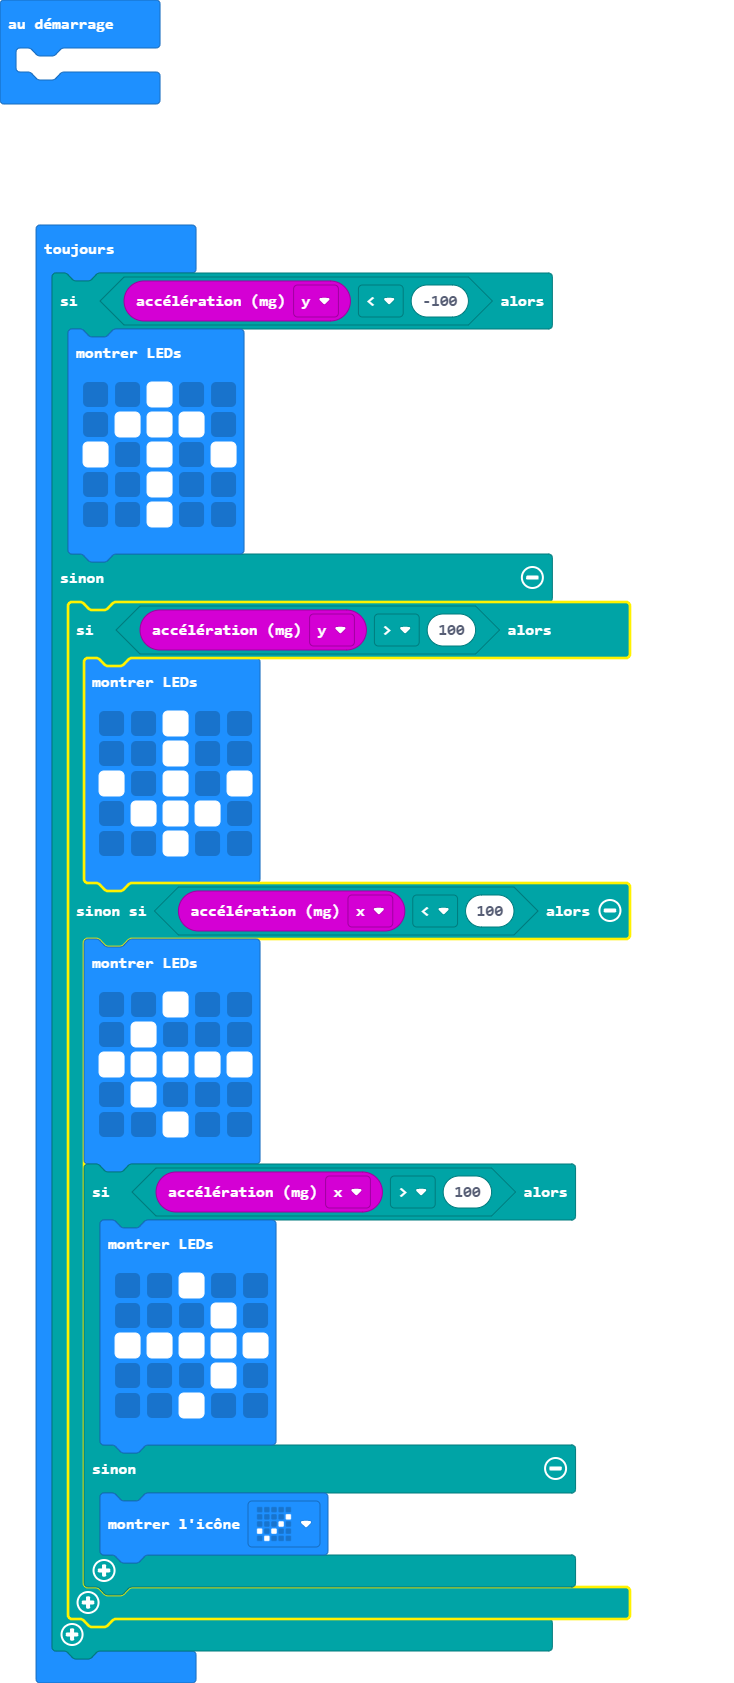 au démarrage
toujours
si accélération (mg) y < -100 alors
montrer LEDs
sinon
si accélération (mg) y > 100 alors
montrer LEDs
sinon si accélération (mg) x < 100 alors
montrer LEDs
si accélération (mg) x > 100 alors
montrer LEDs
sinon
montrer l'icône